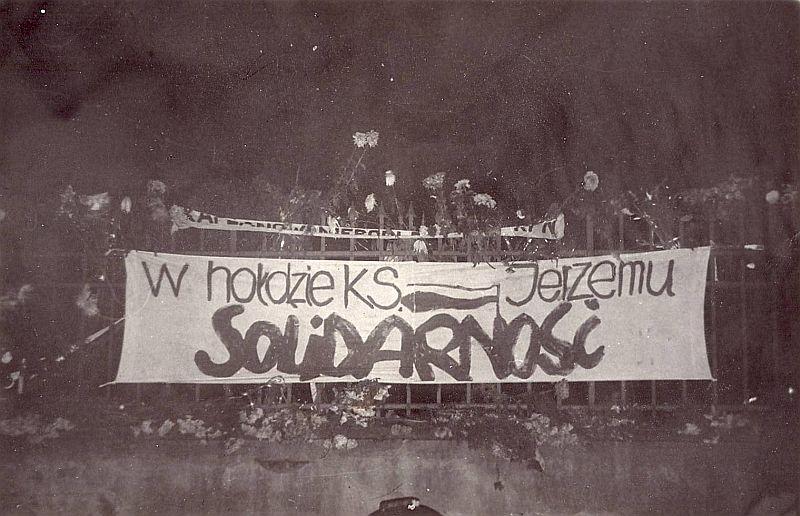 W hołdzie KS. Jerzemu
SOLIDARNOŚĆ